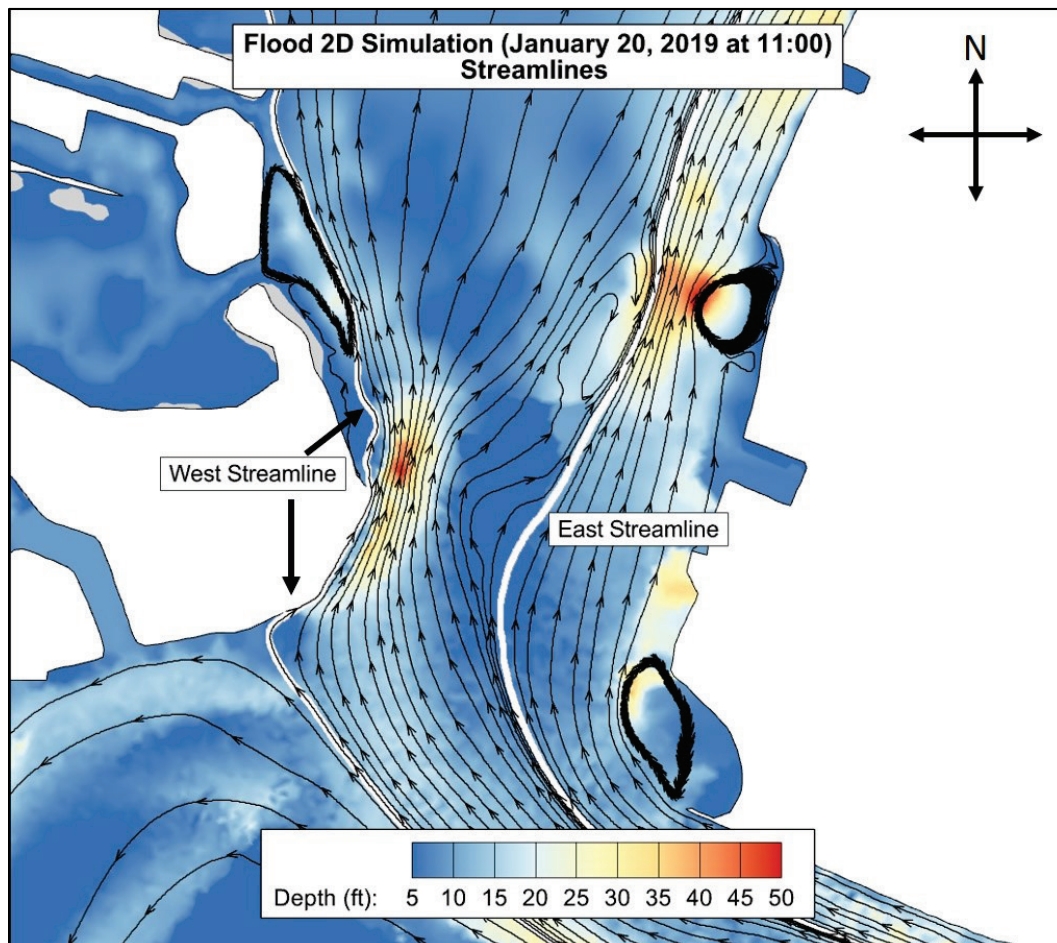 Flood 2D Simulation (January 20, 2019 at 11:00)
Streamlines
N
West Streamline
East Streamline
Depth (ft): 5 10 15 20 25 30 35 40 45 50